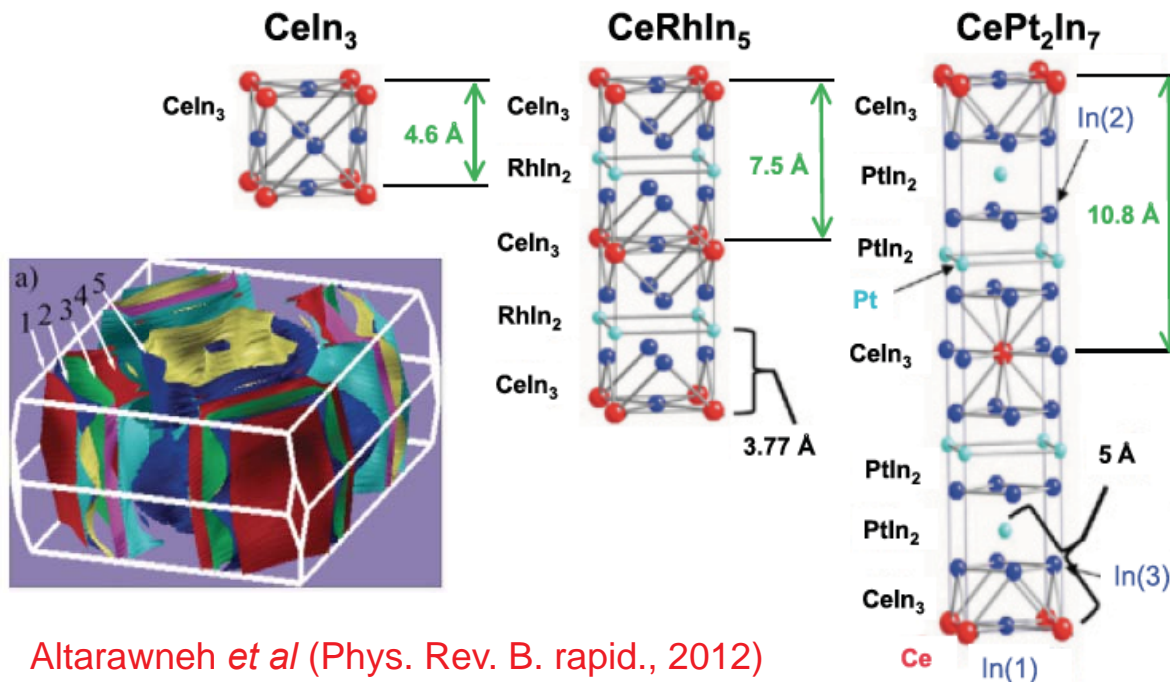 CeIn₃
CeRhIn₅
CePt₂In₇
CeIn₃
4.6 Å
CeIn₃
RhIn₂
CeIn₃
RhIn₂
CeIn₃
7.5 Å
3.77 Å
CeIn₃
PtIn₂
PtIn₂
Pt
CeIn₃
PtIn₂
PtIn₂
CeIn₃
In(2)
10.8 Å
5 Å
In(3)
Ce
In(1)
a)
1 2 3 4 5
Altarawneh et al (Phys. Rev. B. rapid., 2012)